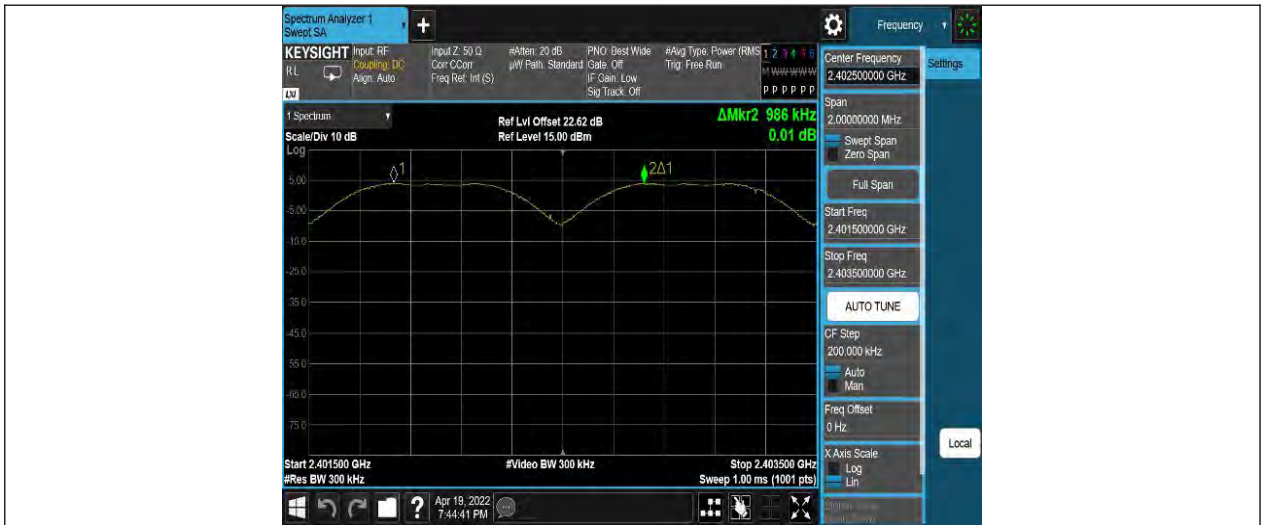 Spectrum Analyzer 1
Swept SA
+
Frequency
KEYSIGHT
RL
LXI
Input: RF
Coupling: DC
Align: Auto
Input Z: 50 Ω
Corr CCorr
Freq Ref: Int (S)
#Atten: 20 dB
µW Path: Standard
PNO: Best Wide
Gate: Off
IF Gain: Low
Sig Track: Off
#Avg Type: Power (RMS
Trig: Free Run
1 2 3 4 5 6
M W W W W W
P P P P P P
Center Frequency
2.402500000 GHz
Settings
Span
2.00000000 MHz
Swept Span
Zero Span
Full Span
Start Freq
2.401500000 GHz
Stop Freq
2.403500000 GHz
AUTO TUNE
CF Step
200.000 kHz
Auto
Man
Freq Offset
0 Hz
X Axis Scale
Log
Lin
Local
1 Spectrum
Scale/Div 10 dB
Log
Ref Lvl Offset 22.62 dB
Ref Level 15.00 dBm
ΔMkr2 986 kHz
0.01 dB
1
2Δ1
5.00
-5.00
-15.0
-25.0
-35.0
-45.0
-55.0
-65.0
-75.0
Start 2.401500 GHz
#Res BW 300 kHz
#Video BW 300 kHz
Stop 2.403500 GHz
Sweep 1.00 ms (1001 pts)
?
Apr 19, 2022
7:44:41 PM